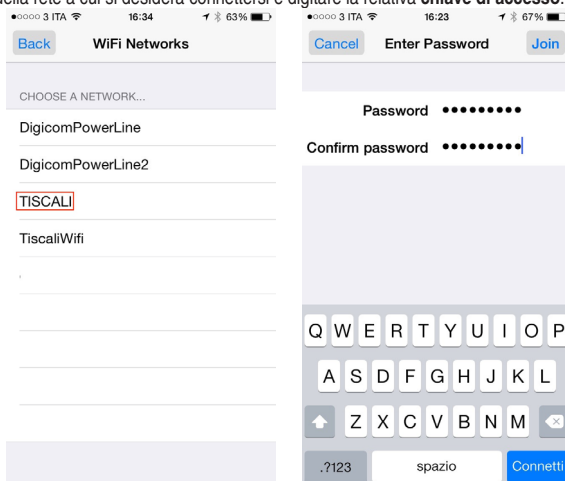 della rete a cui si desidera connettersi e digitare la relativa chiave di accesso.
3 ITA 16:34 63%
Back WiFi Networks
CHOOSE A NETWORK...
DigicomPowerLine
DigicomPowerLine2
TISCALI
TiscaliWifi
3 ITA 16:23 67%
Cancel Enter Password Join
Password •••••••••
Confirm password •••••••••
Q W E R T Y U I O P
A S D F G H J K L
Z X C V B N M
.?123 spazio Connetti